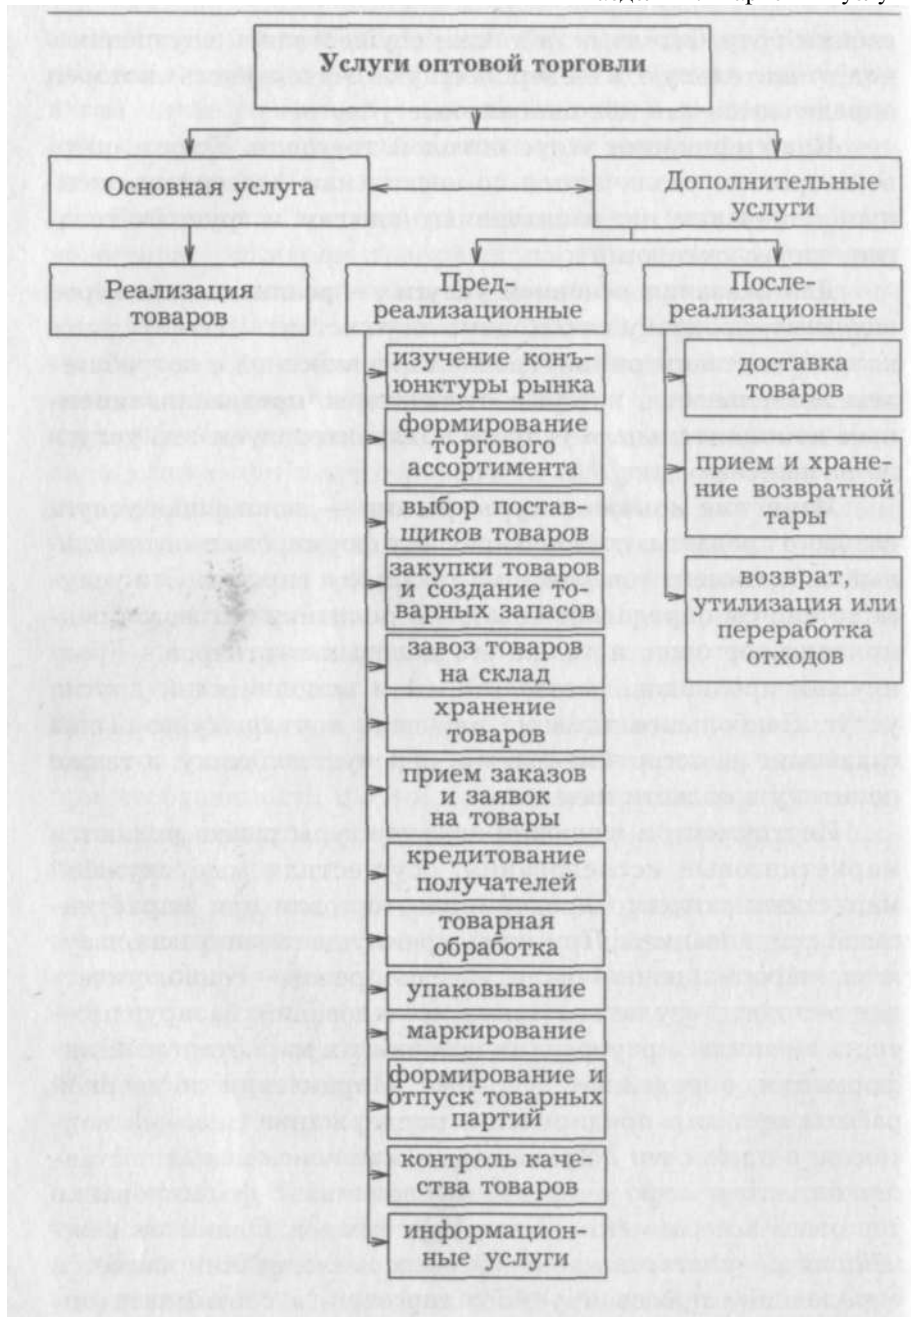 Услуги оптовой торговли
Основная услуга
Дополнительные
услуги
Реализация
товаров
Пред-
реализационные
После-
реализационные
изучение конъ-
юнктуры рынка
формирование
торгового
ассортимента
выбор постав-
щиков товаров
закупки товаров
и создание то-
варных запасов
завоз товаров
на склад
хранение
товаров
прием заказов
и заявок
на товары
кредитование
получателей
товарная
обработка
упаковывание
маркирование
формирование и
отпуск товарных
партий
контроль каче-
ства товаров
информацион-
ные услуги
доставка
товаров
прием и хране-
ние возвратной
тары
возврат,
утилизация или
переработка
отходов